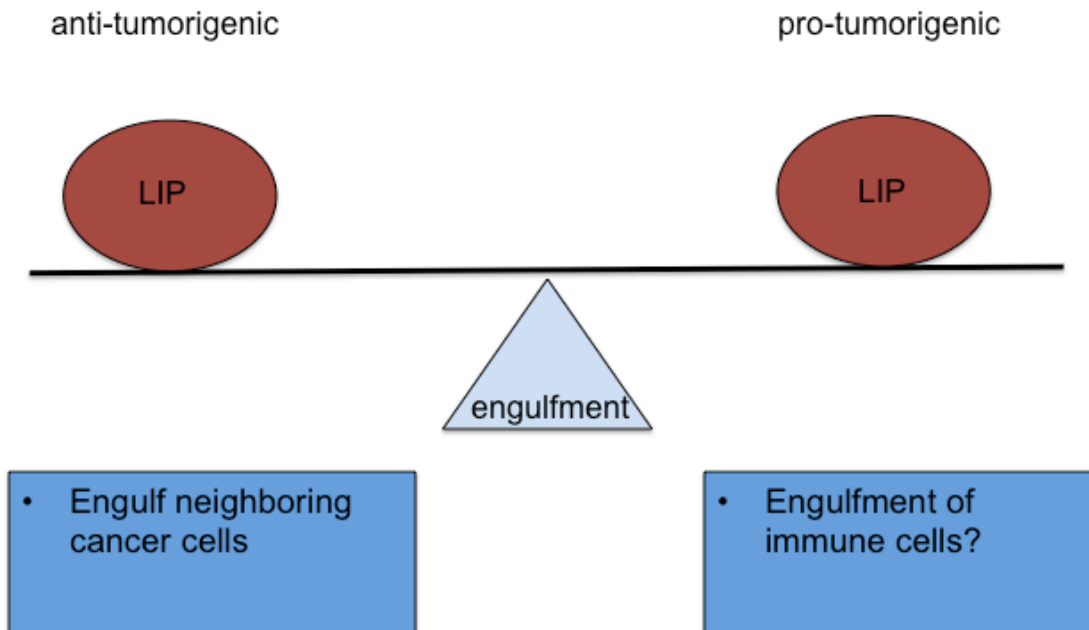 anti-tumorigenic
pro-tumorigenic
LIP
LIP
engulfment
• Engulf neighboring
cancer cells
• Engulfment of
immune cells?